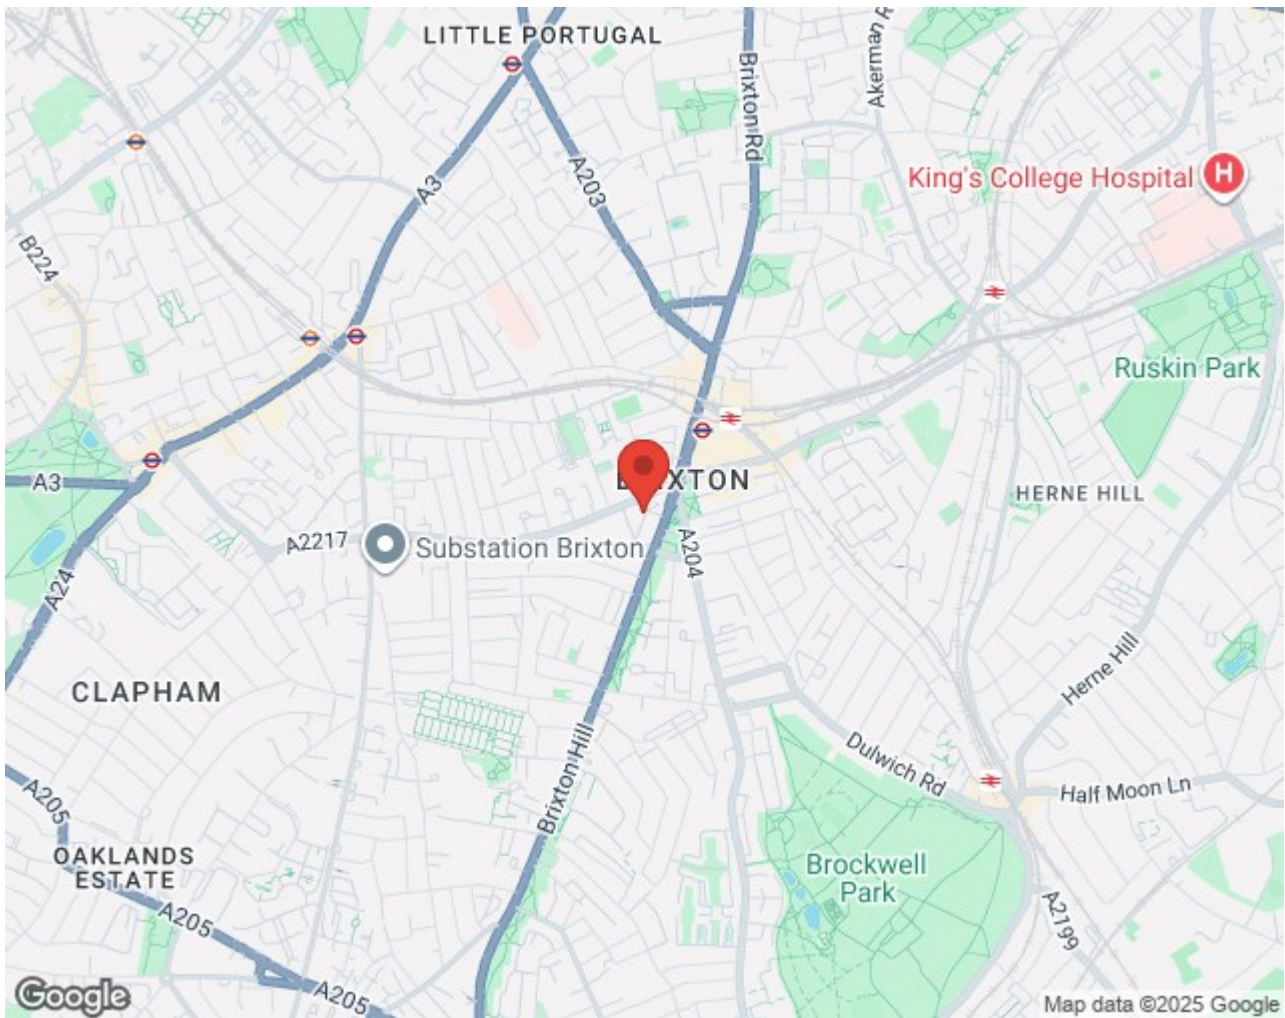 LITTLE PORTUGAL
Brixton Rd
Akerman R
A203
A3
King's College Hospital
H
B224
Ruskin Park
A3
BRIXTON
HERNE HILL
A2217
Substation Brixton
A204
A24
CLAPHAM
Herne Hill
Brixton Hill
Dulwich Rd
Half Moon Ln
A205
OAKLANDS
ESTATE
Brockwell
Park
A205
A2199
A205
Google
Map data ©2025 Google